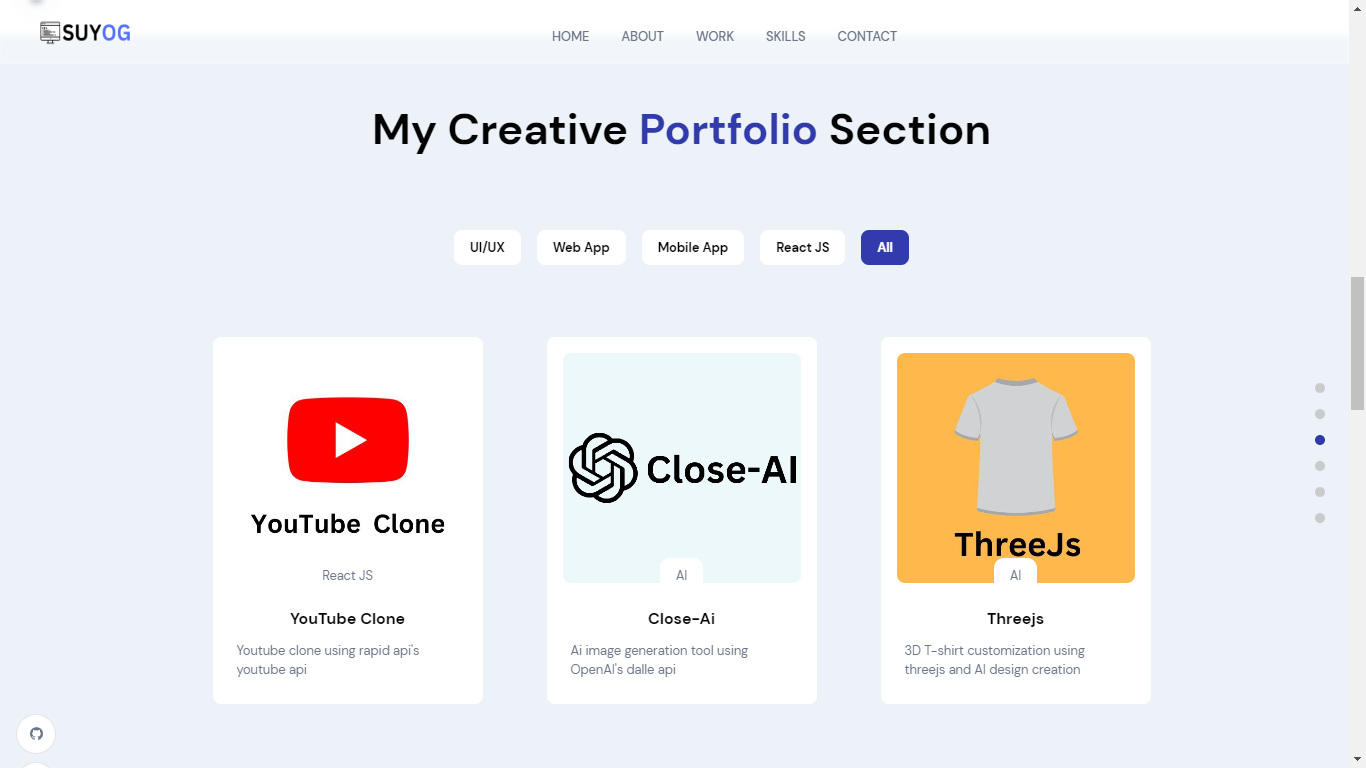 SUYOG
HOME ABOUT WORK SKILLS CONTACT
My Creative Portfolio Section
UI/UX Web App Mobile App React JS All
YouTube Clone
React JS
YouTube Clone
Youtube clone using rapid api's
youtube api
Close-AI
AI
Close-Ai
Ai image generation tool using
OpenAI's dalle api
ThreeJs
AI
Threejs
3D T-shirt customization using
threejs and AI design creation